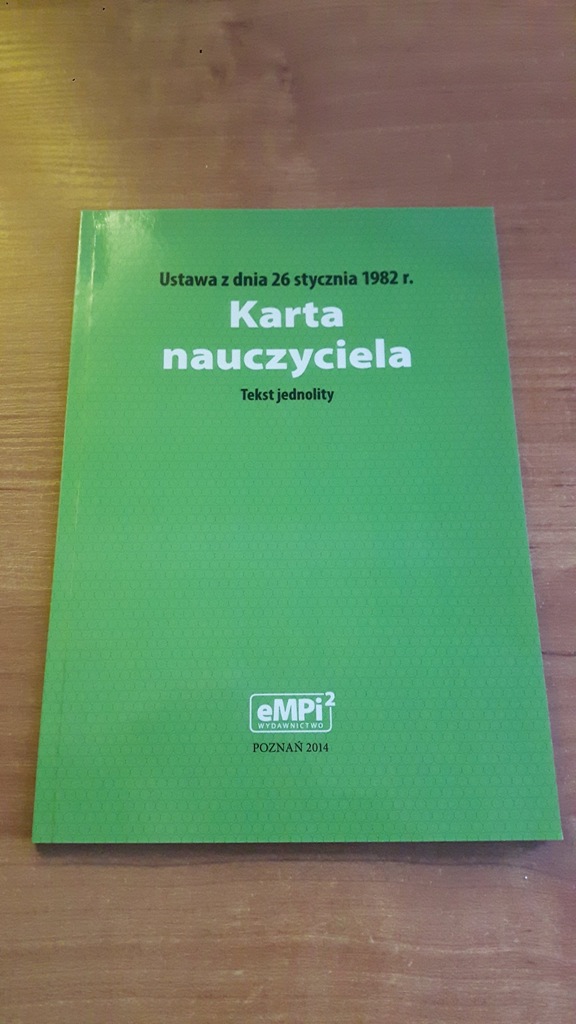 Ustawa z dnia 26 stycznia 1982 r.
Karta
nauczyciela
Tekst jednolity
eMPi²
WYDAWNICTWO
POZNAŃ 2014